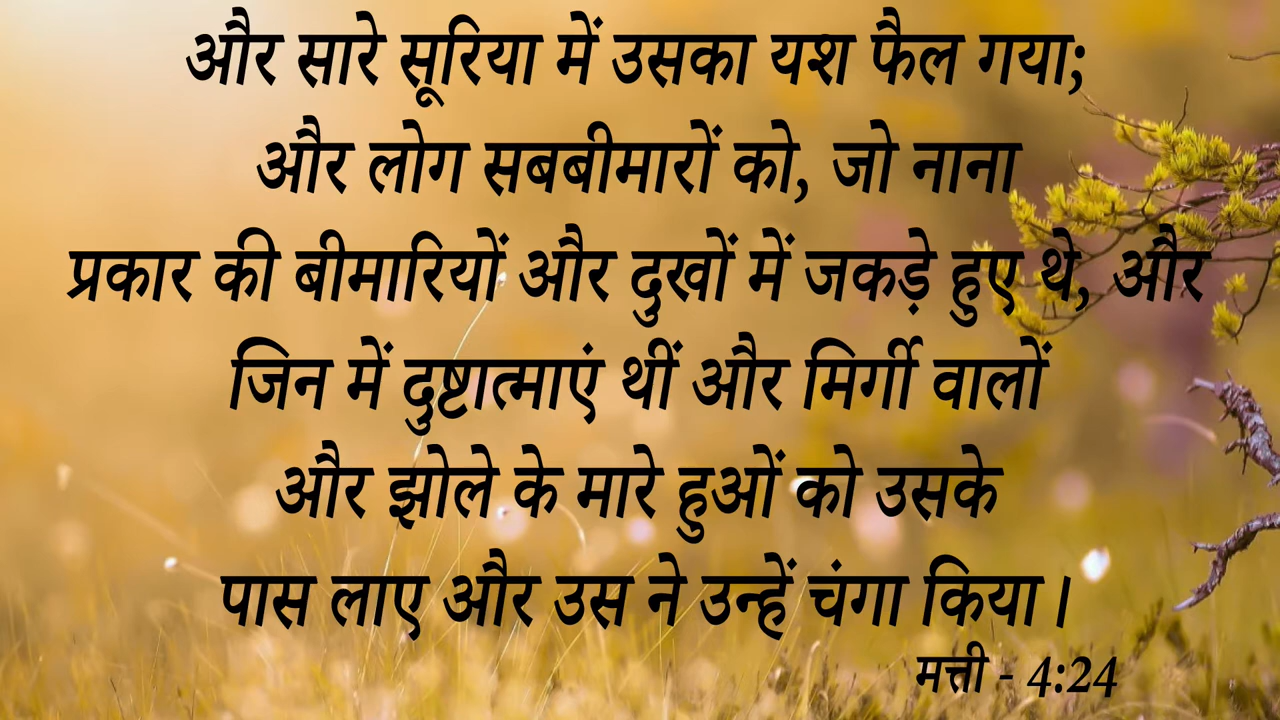 और सारे सूरिया में उसका यश फैल गया;
और लोग सबबीमारों को, जो नाना
प्रकार की बीमारियों और दुखों में जकड़े हुए थे, और
जिन में दुष्टात्माएं थीं और मिर्गी वालों
और झोले के मारे हुओं को उसके
पास लाए और उस ने उन्हें चंगा किया।
मत्ती - 4:24